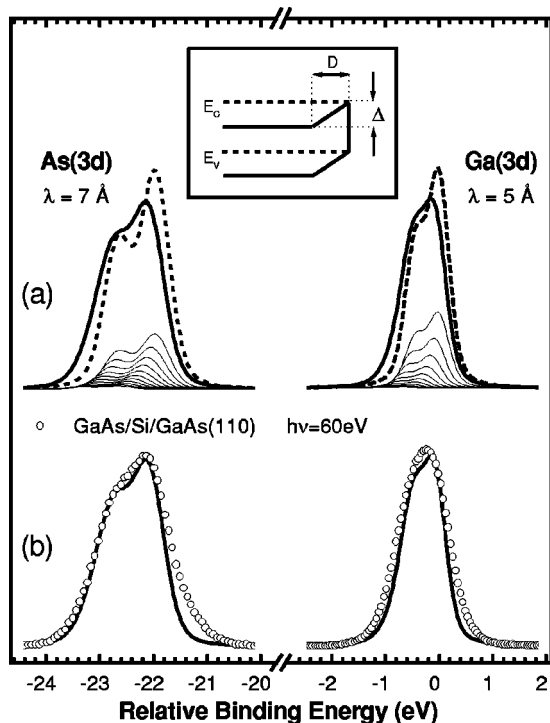 D
E_c
Δ
E_v
As(3d)
λ = 7 Å
Ga(3d)
λ = 5 Å
(a)
GaAs/Si/GaAs(110) hν=60eV
(b)
-24 -23 -22 -21 -20 -2 -1 0 1 2
Relative Binding Energy (eV)